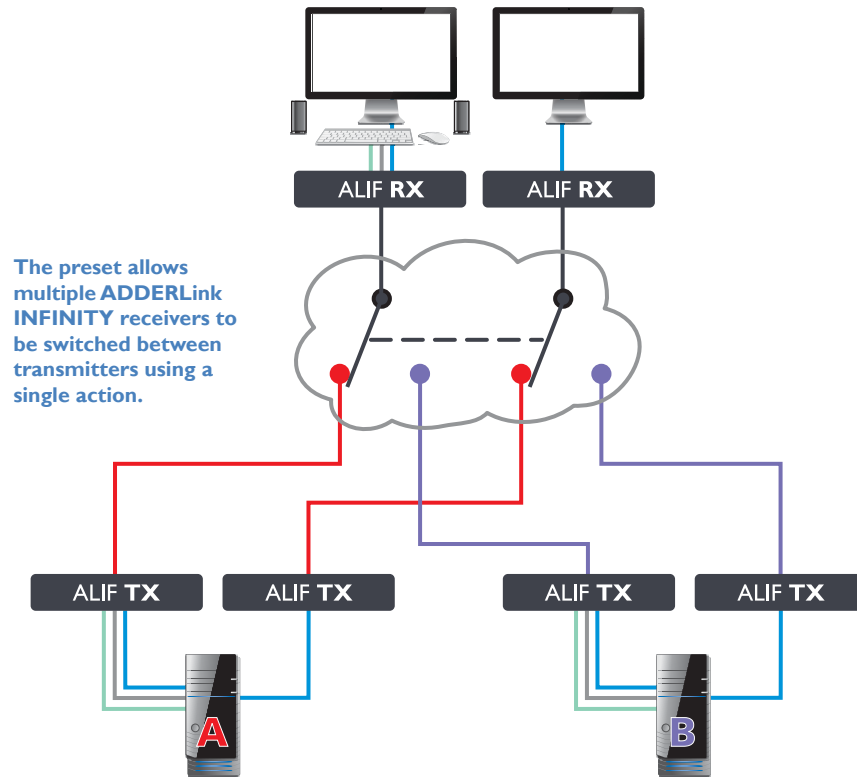 ALIF RX
ALIF RX
The preset allows
multiple ADDERLink
INFINITY receivers to
be switched between
transmitters using a
single action.
ALIF TX
ALIF TX
ALIF TX
ALIF TX
A
B